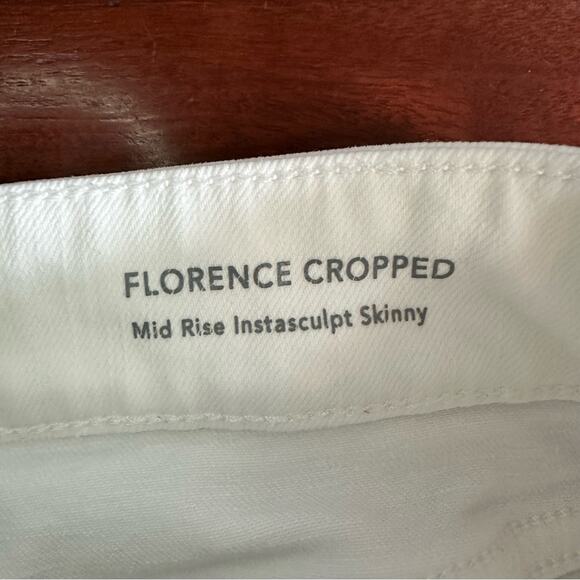 FLORENCE CROPPED
Mid Rise Instasculpt Skinny